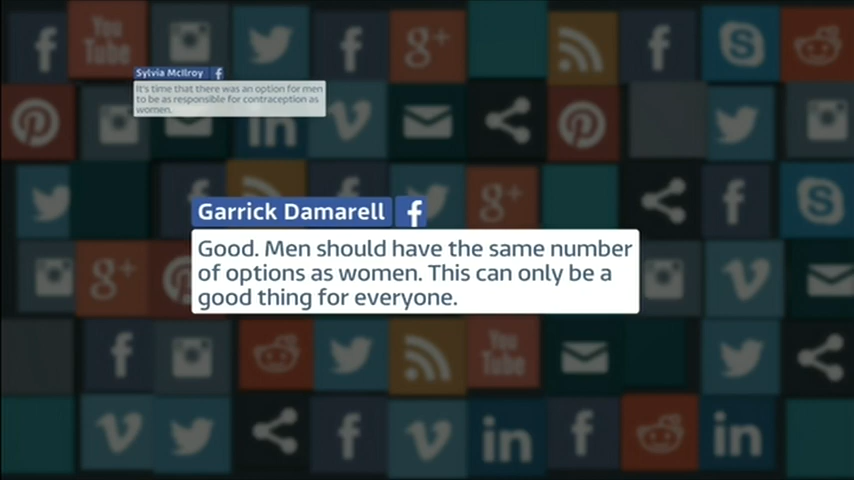 You
Tube
Sylvia McIlroy
It's time that there was an option for men
to be as responsible for contraception as
women.
Garrick Damarell
Good. Men should have the same number
of options as women. This can only be a
good thing for everyone.
You
Tube